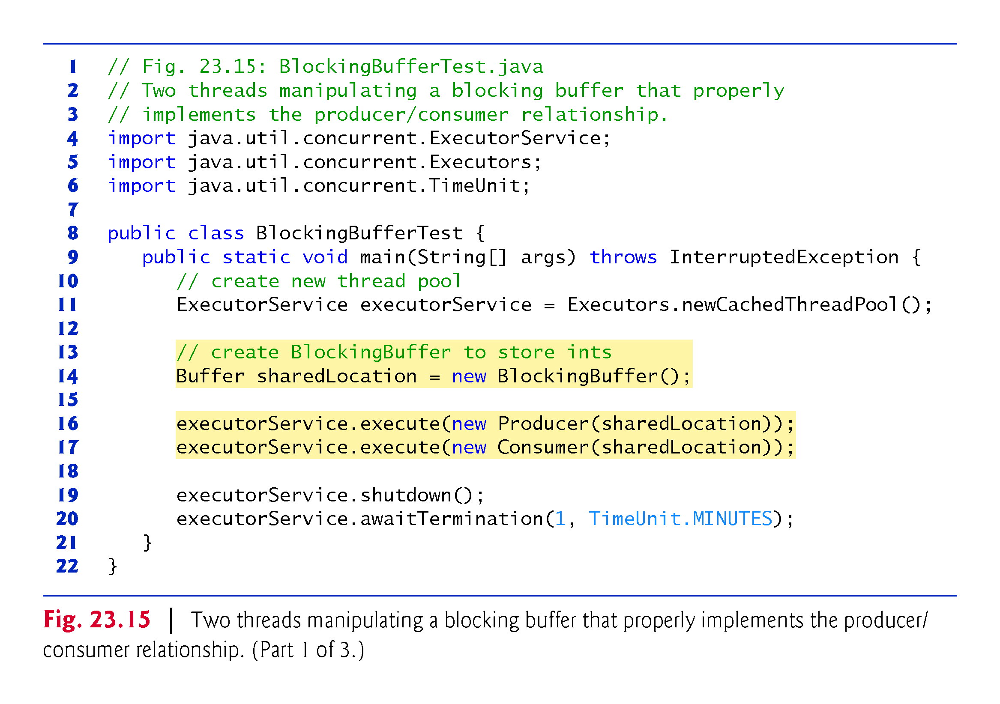 1 // Fig. 23.15: BlockingBufferTest.java
2 // Two threads manipulating a blocking buffer that properly
3 // implements the producer/consumer relationship.
4 import java.util.concurrent.ExecutorService;
5 import java.util.concurrent.Executors;
6 import java.util.concurrent.TimeUnit;
7
8 public class BlockingBufferTest {
9    public static void main(String[] args) throws InterruptedException {
10       // create new thread pool
11       ExecutorService executorService = Executors.newCachedThreadPool();
12
13       // create BlockingBuffer to store ints
14       Buffer sharedLocation = new BlockingBuffer();
15
16       executorService.execute(new Producer(sharedLocation));
17       executorService.execute(new Consumer(sharedLocation));
18
19       executorService.shutdown();
20       executorService.awaitTermination(1, TimeUnit.MINUTES);
21    }
22 }
Fig. 23.15 | Two threads manipulating a blocking buffer that properly implements the producer/
consumer relationship. (Part 1 of 3.)